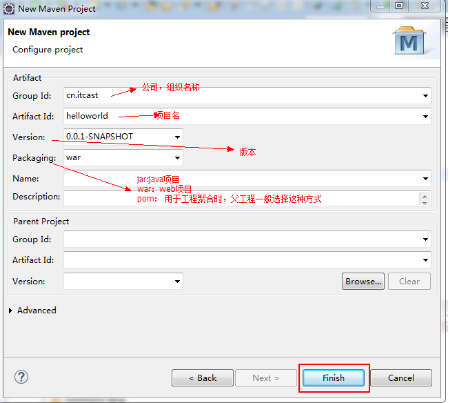 New Maven Project
New Maven project
Configure project
Artifact
Group Id: cn.itcast 公司，组织名称
Artifact Id: helloworld 项目名
Version: 0.0.1-SNAPSHOT 版本
Packaging: war
Name: jar:java项目
war：web项目
Description: pom：用于工程聚合时，父工程一般选择这种方式
Parent Project
Group Id:
Artifact Id:
Version: Browse... Clear
Advanced
? < Back Next > Finish Cancel